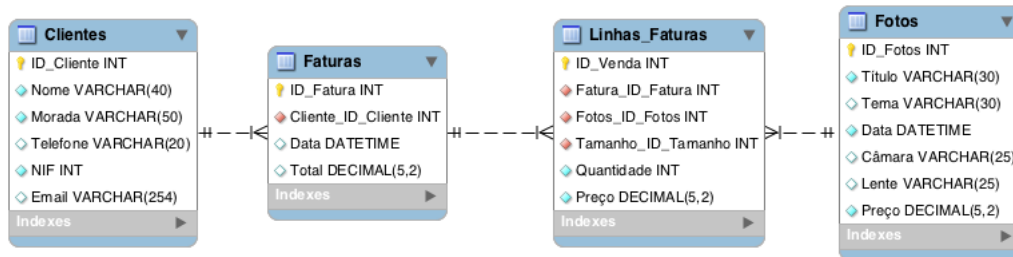 Clientes
ID_Cliente INT
Nome VARCHAR(40)
Morada VARCHAR(50)
Telefone VARCHAR(20)
NIF INT
Email VARCHAR(254)
Indexes
Faturas
ID_Fatura INT
Cliente_ID_Cliente INT
Data DATETIME
Total DECIMAL(5,2)
Indexes
Linhas_Faturas
ID_Venda INT
Fatura_ID_Fatura INT
Fotos_ID_Fotos INT
Tamanho_ID_Tamanho INT
Quantidade INT
Preço DECIMAL(5,2)
Indexes
Fotos
ID_Fotos INT
Título VARCHAR(30)
Tema VARCHAR(30)
Data DATETIME
Câmara VARCHAR(25)
Lente VARCHAR(25)
Preço DECIMAL(5,2)
Indexes